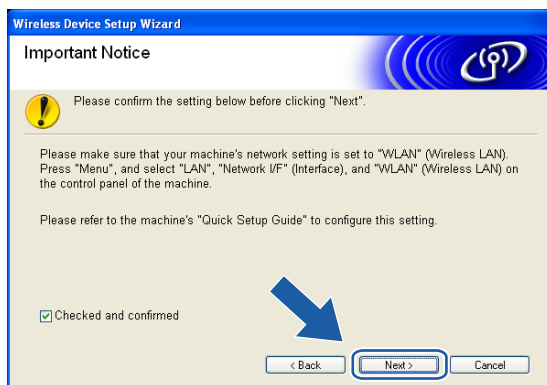 Wireless Device Setup Wizard
Important Notice
Please confirm the setting below before clicking "Next".
Please make sure that your machine's network setting is set to "WLAN" (Wireless LAN).
Press "Menu", and select "LAN", "Network I/F" (Interface), and "WLAN" (Wireless LAN) on
the control panel of the machine.
Please refer to the machine's "Quick Setup Guide" to configure this setting.
Checked and confirmed
< Back Next > Cancel